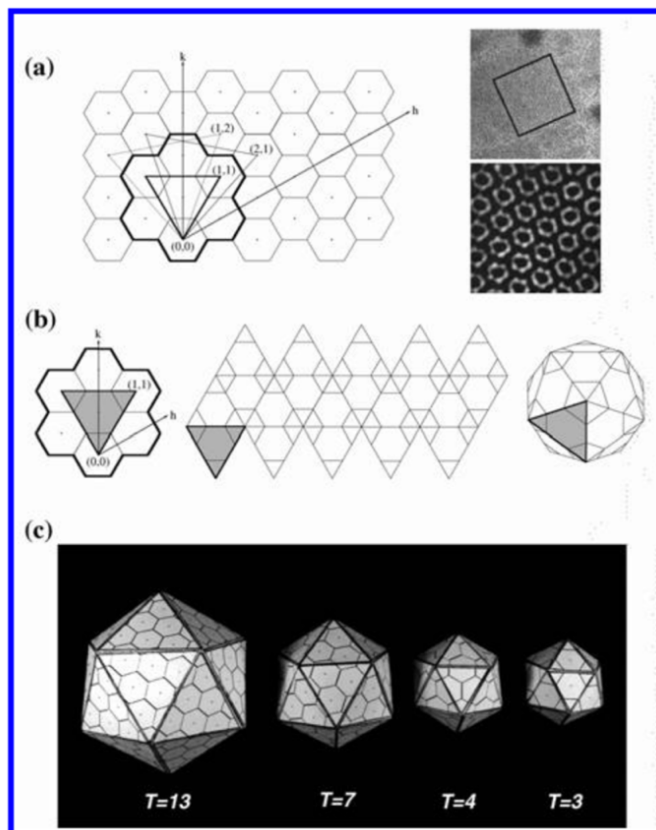 (a)
k
h
(1,2)
(2,1)
(1,1)
(0,0)
(b)
k
(1,1)
h
(0,0)
(c)
T=13 T=7 T=4 T=3